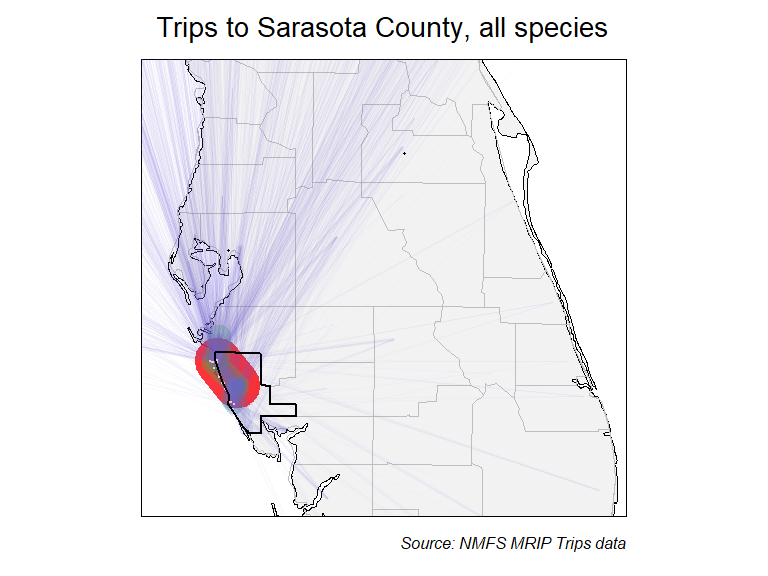 Trips to Sarasota County, all species
Source: NMFS MRIP Trips data